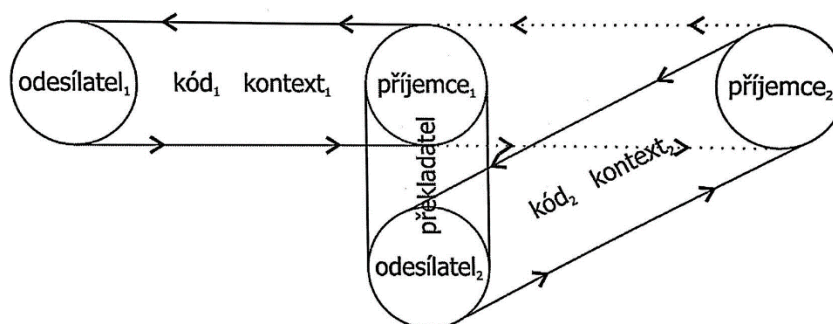 odesílatel₁
kód₁ kontext₁
příjemce₁
příjemce₂
překladatel
kód₂ kontext₂
odesílatel₂